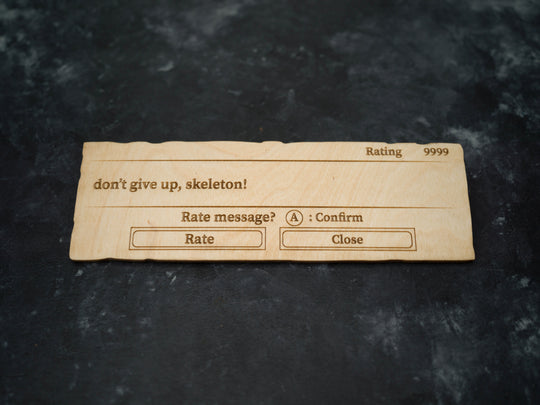 Rating 9999
don't give up, skeleton!
Rate message? A : Confirm
Rate Close